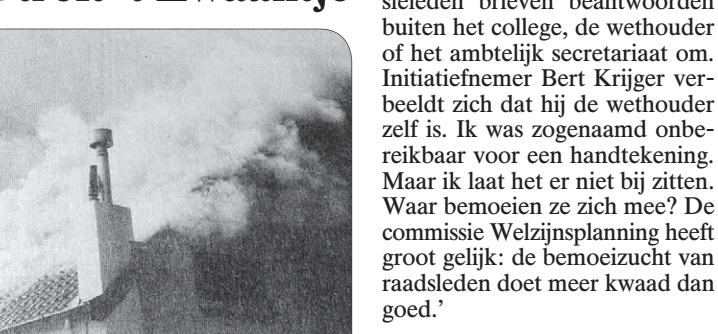 sieleden brieven beantwoorden
buiten het college, de wethouder
of het ambtelijk secretariaat om.
Initiatiefnemer Bert Krijger ver-
beeldt zich dat hij de wethouder
zelf is. Ik was zogenaamd onbe-
reikbaar voor een handtekening.
Maar ik laat het er niet bij zitten.
Waar bemoeien ze zich mee? De
commissie Welzijnsplanning heeft
groot gelijk: de bemoeizucht van
raadsleden doet meer kwaad dan
goed.’